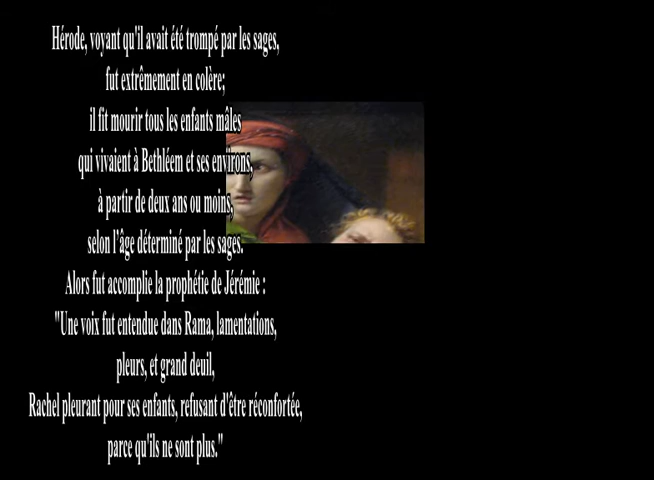 Hérode, voyant qu'il avait été trompé par les sages,
fut extrêmement en colère;
il fit mourir tous les enfants mâles
qui vivaient à Bethléem et ses environs,
à partir de deux ans ou moins,
selon l'âge déterminé par les sages.
Alors fut accomplie la prophétie de Jérémie :
"Une voix fut entendue dans Rama, lamentations,
pleurs, et grand deuil,
Rachel pleurant pour ses enfants, refusant d'être réconfortée,
parce qu'ils ne sont plus."